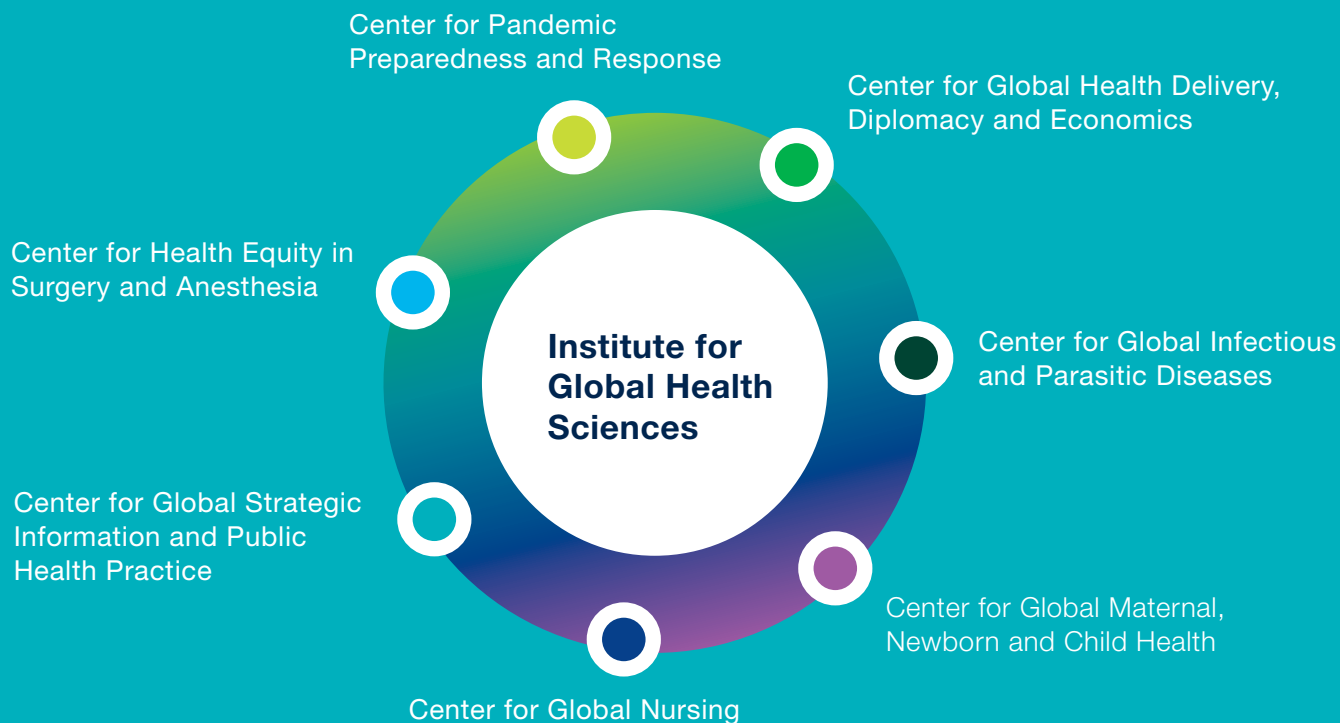 Center for Pandemic
Preparedness and Response
Center for Global Health Delivery,
Diplomacy and Economics
Center for Health Equity in
Surgery and Anesthesia
Institute for
Global Health
Sciences
Center for Global Infectious
and Parasitic Diseases
Center for Global Strategic
Information and Public
Health Practice
Center for Global Maternal,
Newborn and Child Health
Center for Global Nursing